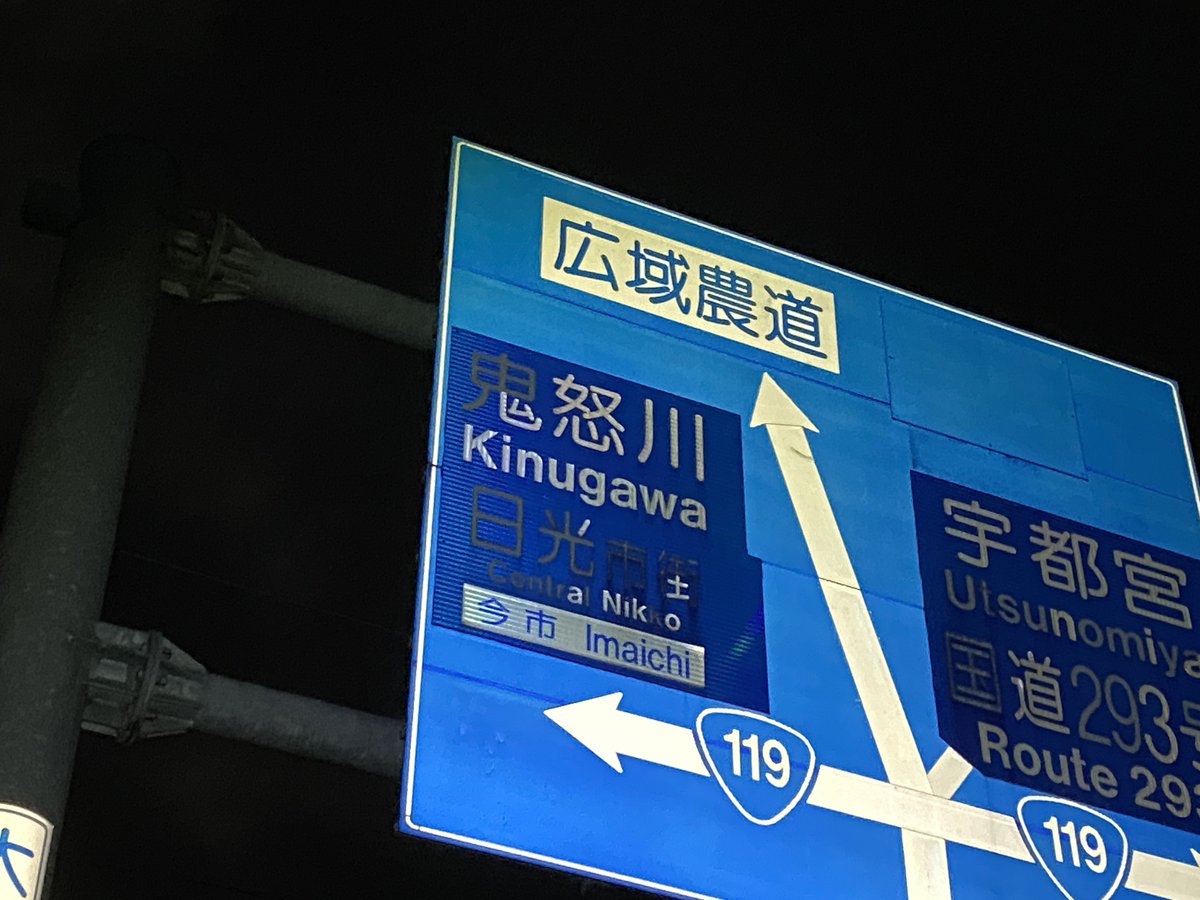 広域農道
鬼怒川
Kinugawa
日光市街
Central Nikko
今市 Imaichi
119
宇都宮
Utsunomiya
国道293号
Route 293
119
大